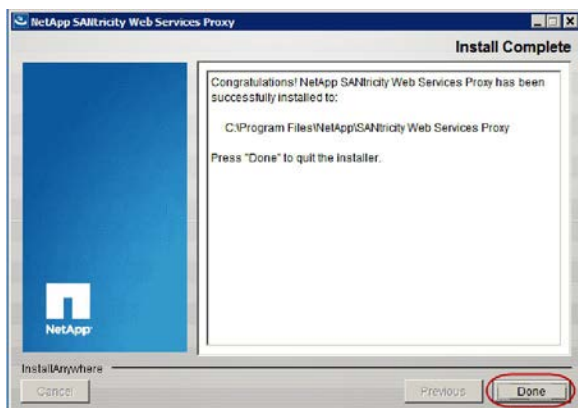 NetApp SANtricity Web Services Proxy
Install Complete
Congratulations! NetApp SANtricity Web Services Proxy has been
successfully installed to:
C:\Program Files\NetApp\SANtricity Web Services Proxy
Press "Done" to quit the installer.
NetApp
InstallAnywhere
Cancel
Previous
Done